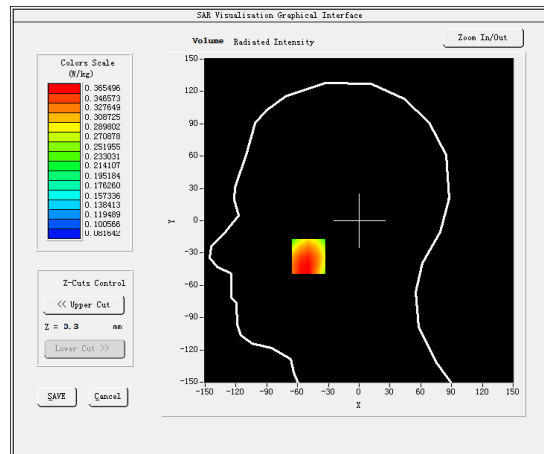 SAR Visualisation Graphical Interface
Volume Radiated Intensity
Zoom In/Out
Colors Scale
(W/kg)
0.365496
0.346573
0.327649
0.308725
0.289802
0.270878
0.251955
0.233031
0.214107
0.195184
0.176260
0.157336
0.138413
0.119489
0.100566
0.081642
Z-Cuts Control
<< Upper Cut
Z = 0.3 mm
Lower Cut >>
SAVE Cancel
150
120
90
60
30
0
-30
-60
-90
-120
-150
Y
-150 -120 -90 -60 -30 0 30 60 90 120 150
X